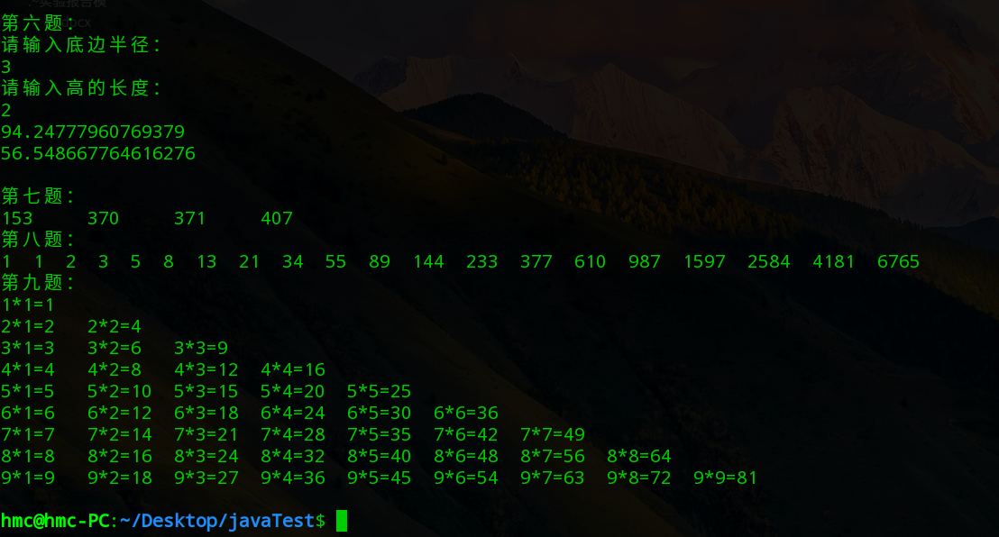 ~实验报告模
docx
第六题:
请输入底边半径:
3
请输入高的长度:
2
94.24777960769379
56.5486677646162​76
第七题:
153 370 371 407
第八题:
1 1 2 3 5 8 13 21 34 55 89 144 233 377 610 987 1597 2584 4181 6765
第九题:
1*1=1
2*1=2 2*2=4
3*1=3 3*2=6 3*3=9
4*1=4 4*2=8 4*3=12 4*4=16
5*1=5 5*2=10 5*3=15 5*4=20 5*5=25
6*1=6 6*2=12 6*3=18 6*4=24 6*5=30 6*6=36
7*1=7 7*2=14 7*3=21 7*4=28 7*5=35 7*6=42 7*7=49
8*1=8 8*2=16 8*3=24 8*4=32 8*5=40 8*6=48 8*7=56 8*8=64
9*1=9 9*2=18 9*3=27 9*4=36 9*5=45 9*6=54 9*7=63 9*8=72 9*9=81
hmc@hmc-PC:~/Desktop/javaTest$